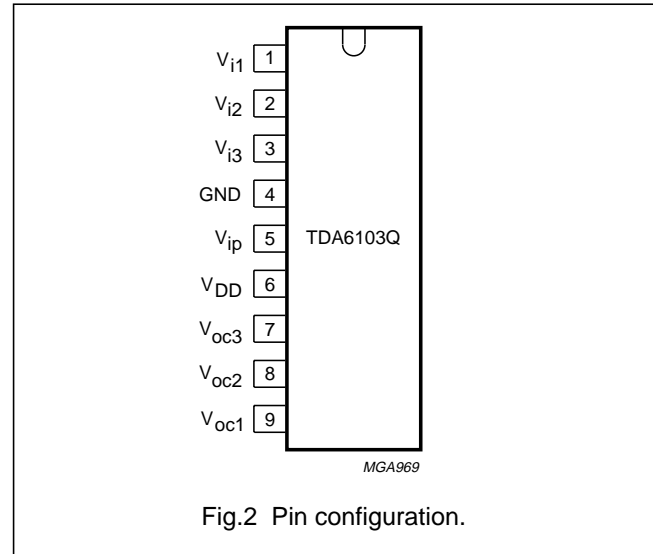 Vi1 1
Vi2 2
Vi3 3
GND 4
Vip 5 TDA6103Q
VDD 6
Voc3 7
Voc2 8
Voc1 9
MGA969
Fig.2 Pin configuration.